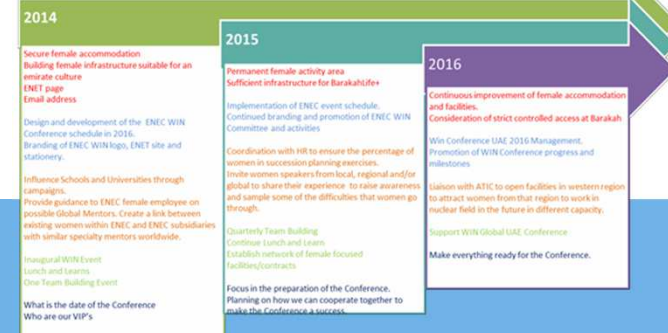 2014
Secure female accommodation
Building female infrastructure suitable for an
emirate culture
ENET page
Email address
Design and development of the ENEC WIN
Conference schedule in 2016.
Branding of ENEC WIN logo, ENET site and
stationery.
Influence Schools and Universities through
campaigns.
Provide guidance to ENEC female employee on
possible Global Mentors. Create a link between
existing women within ENEC and ENEC subsidiaries
with similar specialty mentors worldwide.
Inaugural WIN Event
Lunch and Learns
One Team Building Event
What is the date of the Conference
Who are our VIP's
2015
Permanent female activity area
Sufficient infrastructure for BarakahLife+
Implementation of ENEC event schedule.
Continued branding and promotion of ENEC WIN
Committee and activities
Coordination with HR to ensure the percentage of
women in succession planning exercises.
Invite women speakers from local, regional and/or
global to share their experience to raise awareness
and sample some of the difficulties that women go
through.
Quarterly Team Building
Continue Lunch and Learn
Establish network of female focused
facilities/contracts
Focus in the preparation of the Conference.
Planning on how we can cooperate together to
make the Conference a success.
2016
Continuous improvement of female accommodation
and facilities.
Consideration of strict controlled access at Barakah
Win Conference UAE 2016 Management.
Promotion of WIN Conference progress and
milestones
Liaison with ATIC to open facilities in western region
to attract women from that region to work in
nuclear field in the future in different capacity.
Support WIN Global UAE Conference
Make everything ready for the Conference.